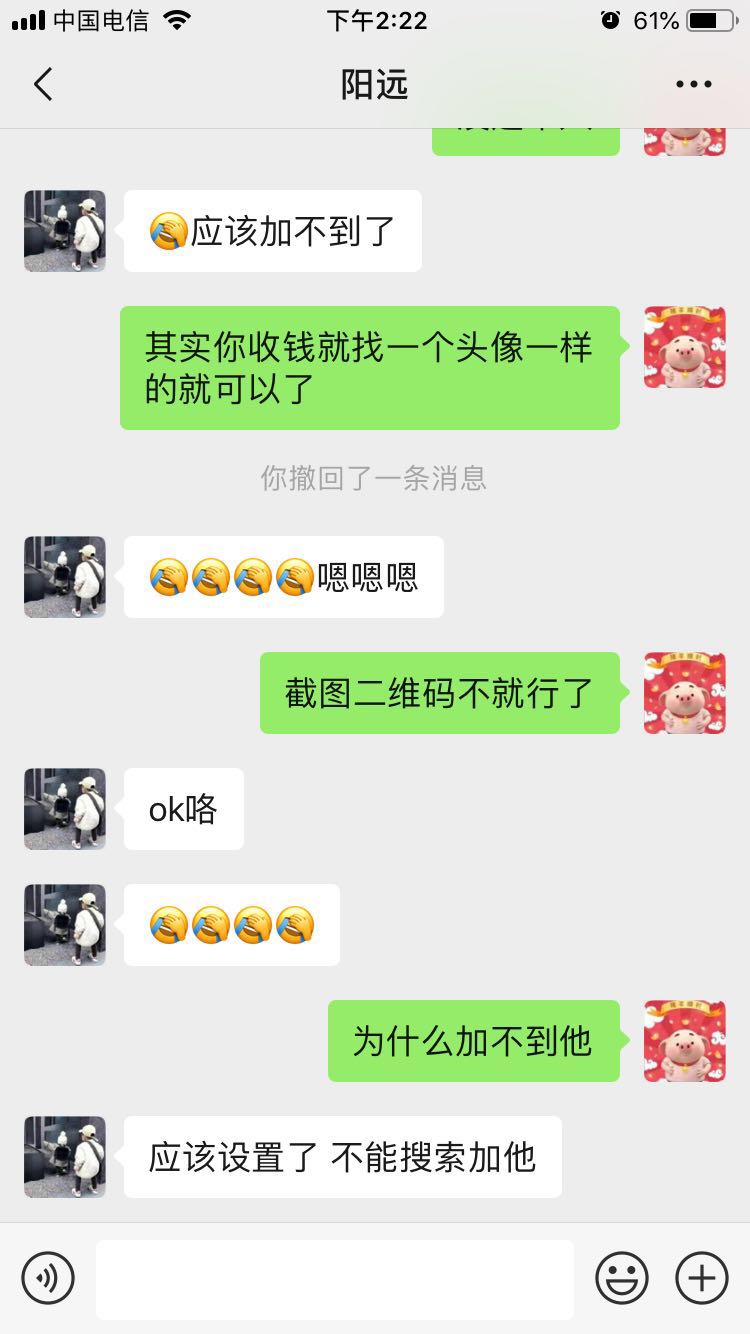 中国电信
下午2:22
61%
阳远
🤦应该加不到了
其实你收钱就找一个头像一样
的就可以了
你撤回了一条消息
嗯嗯嗯
截图二维码不就行了
ok咯
为什么加不到他
应该设置了 不能搜索加他